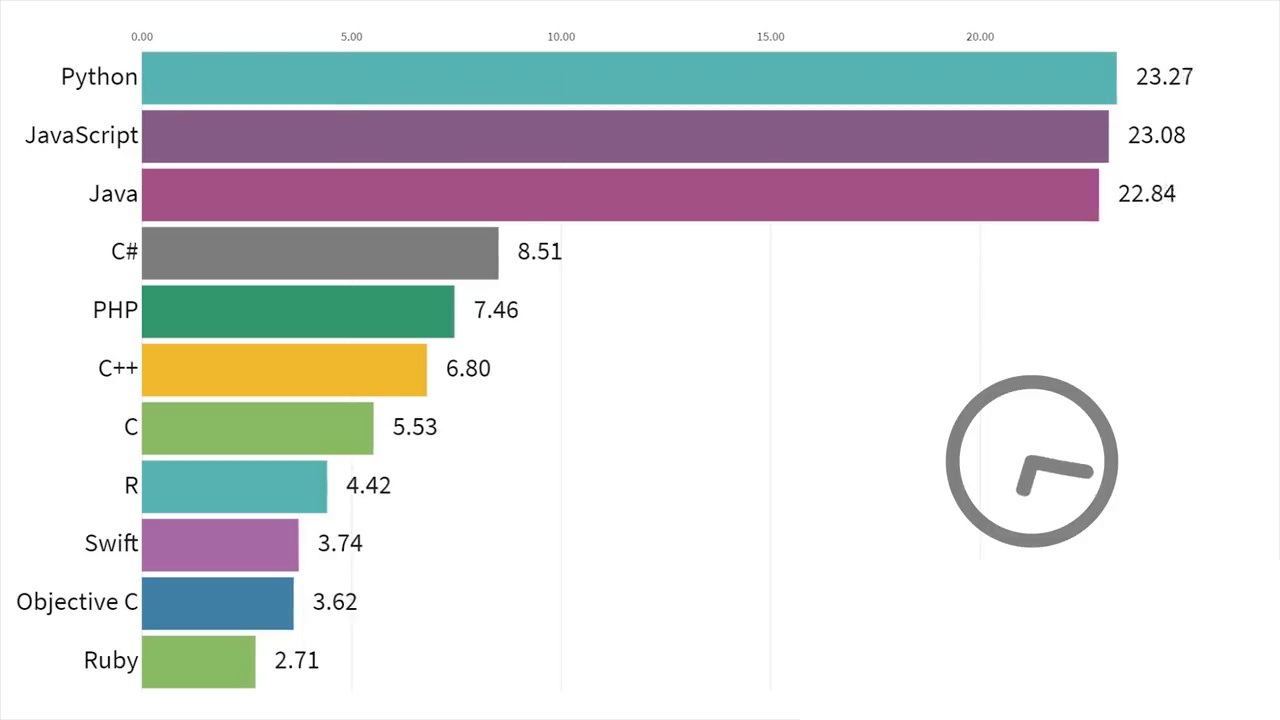 0.00 5.00 10.00 15.00 20.00
Python 23.27
JavaScript 23.08
Java 22.84
C# 8.51
PHP 7.46
C++ 6.80
C 5.53
R 4.42
Swift 3.74
Objective C 3.62
Ruby 2.71